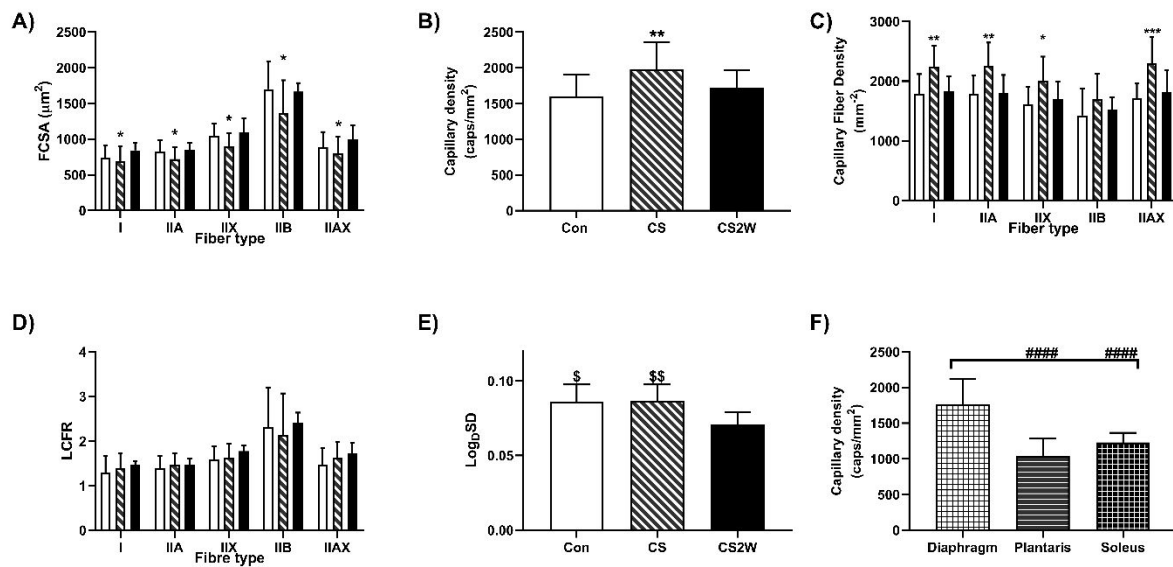 A)
FCSA (µm²)
2500
2000
1500
1000
500
0
* * * * *
I IIA IIX IIB IIAX
Fiber type
B)
Capillary density
(caps/mm²)
2500
2000
1500
1000
500
0
**
Con CS CS2W
C)
Capillary Fiber Density
(mm⁻²)
3000
2000
1000
0
** ** * ***
I IIA IIX IIB IIAX
Fiber type
D)
LCFR
4
3
2
1
0
I IIA IIX IIB IIAX
Fibre type
E)
Log_DSD
0.10
0.05
0.00
$ $$
Con CS CS2W
F)
Capillary density
(caps/mm²)
2500
2000
1500
1000
500
0
#### ####
Diaphragm Plantaris Soleus